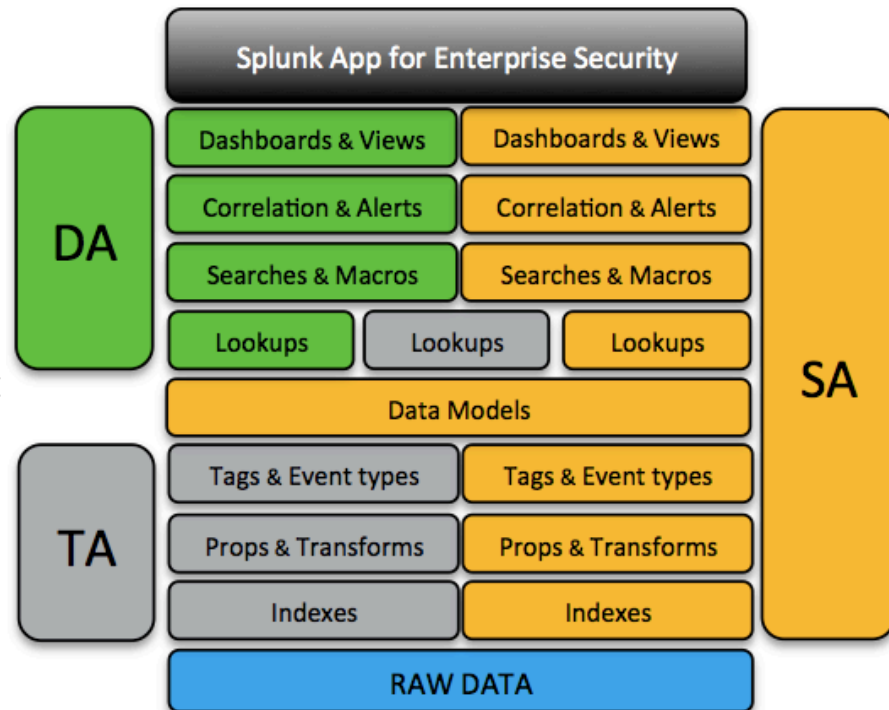 Splunk App for Enterprise Security
DA
Dashboards & Views
Dashboards & Views
Correlation & Alerts
Correlation & Alerts
Searches & Macros
Searches & Macros
Lookups
Lookups
Lookups
SA
Data Models
TA
Tags & Event types
Tags & Event types
Props & Transforms
Props & Transforms
Indexes
Indexes
RAW DATA